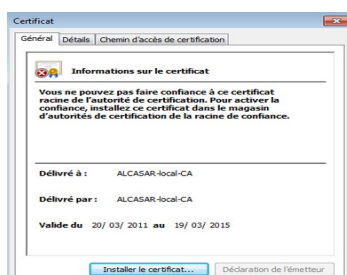 Certificat
Général Détails Chemin d'accès de certification
Informations sur le certificat
Vous ne pouvez pas faire confiance à ce certificat
racine de l'autorité de certification. Pour activer la
confiance, installez ce certificat dans le magasin
d'autorités de certification de la racine de confiance.
Délivré à : ALCASAR-local-CA
Délivré par : ALCASAR-local-CA
Valide du 20/ 03/ 2011 au 19/ 03/ 2015
Installer le certificat... Déclaration de l'émetteur